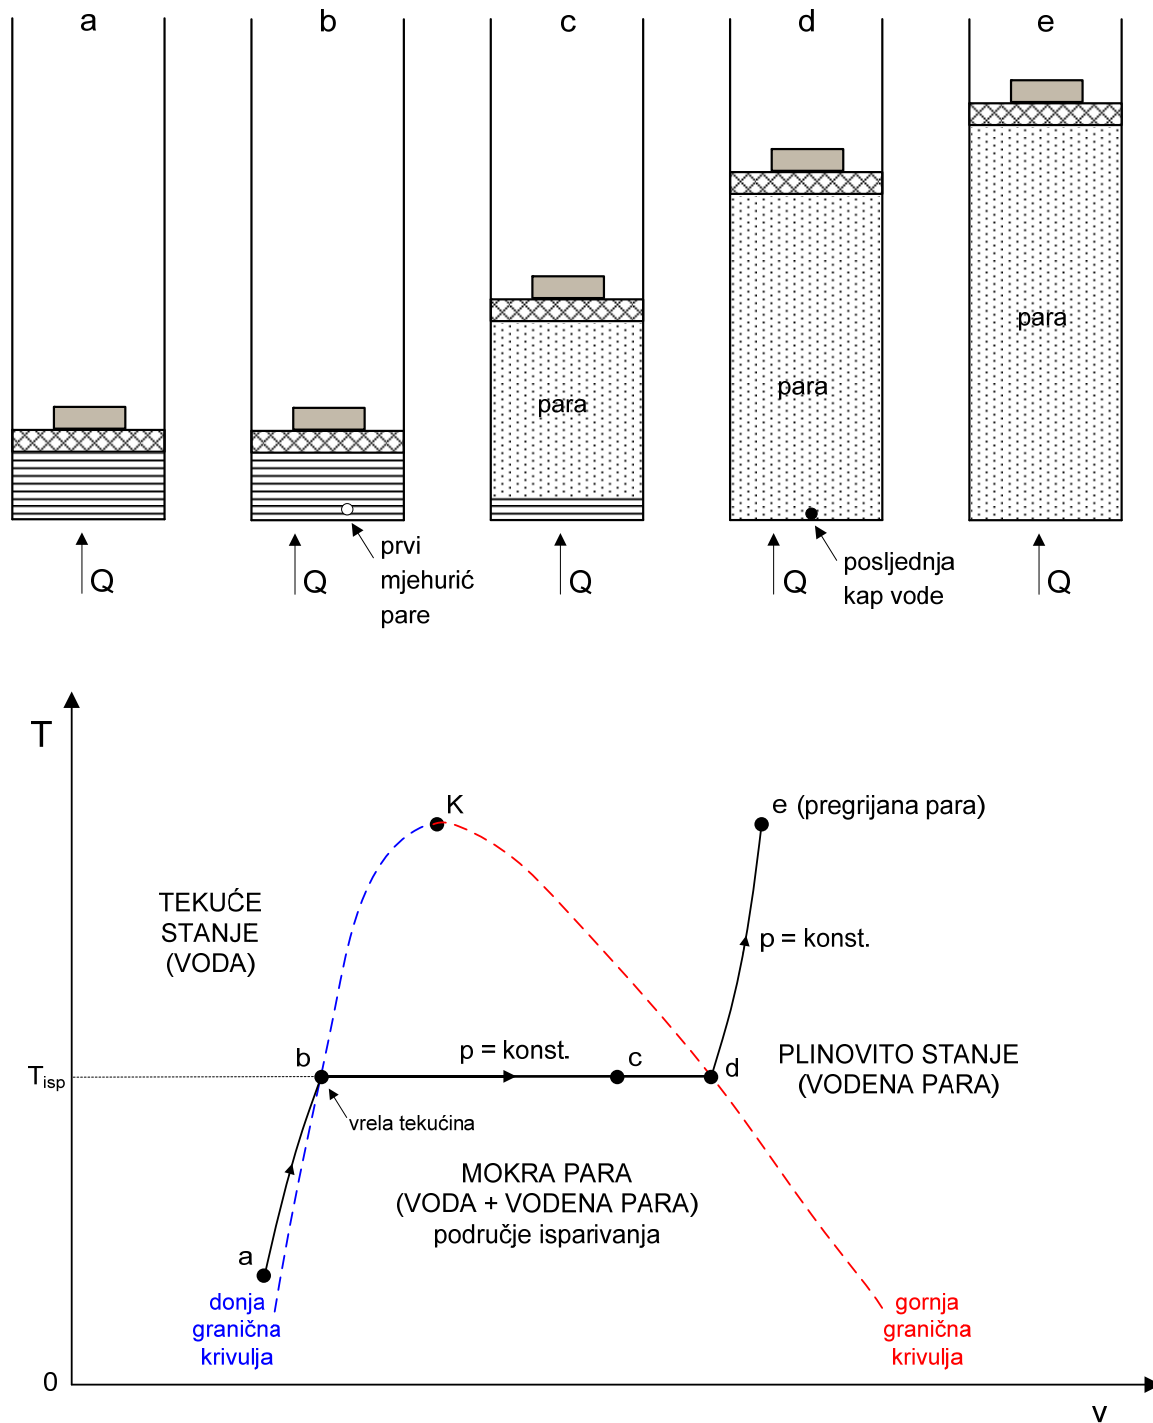 a
b
c
d
e
para
para
para
Q
Q
Q
Q
Q
prvi
mjehurić
pare
posljednja
kap vode
T
K
e (pregrijana para)
TEKUĆE
STANJE
(VODA)
p = konst.
p = konst.
b
c
d
PLINOVITO STANJE
(VODENA PARA)
Tisp
vrela tekućina
MOKRA PARA
(VODA + VODENA PARA)
područje isparivanja
a
donja
granična
krivulja
gornja
granična
krivulja
0
v